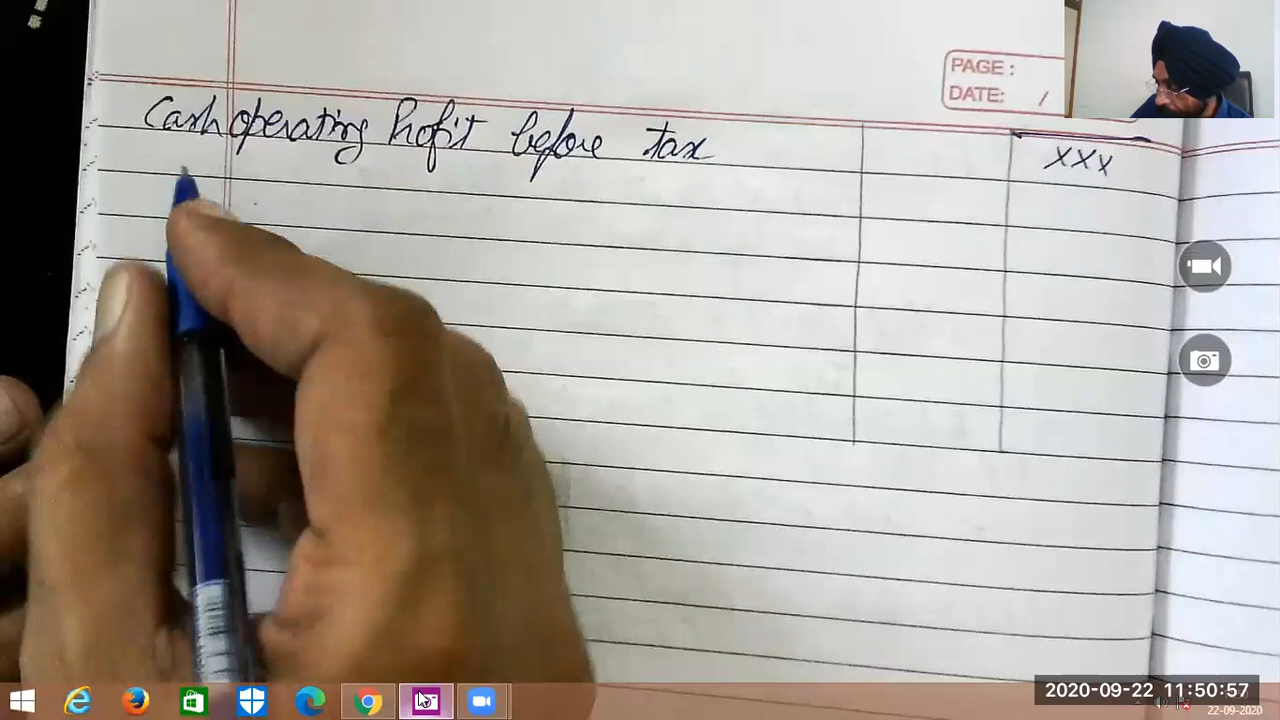 PAGE :
DATE: /
Cash operating Profit before tax
XXX
2020-09-22 11:50:57
22-09-2020